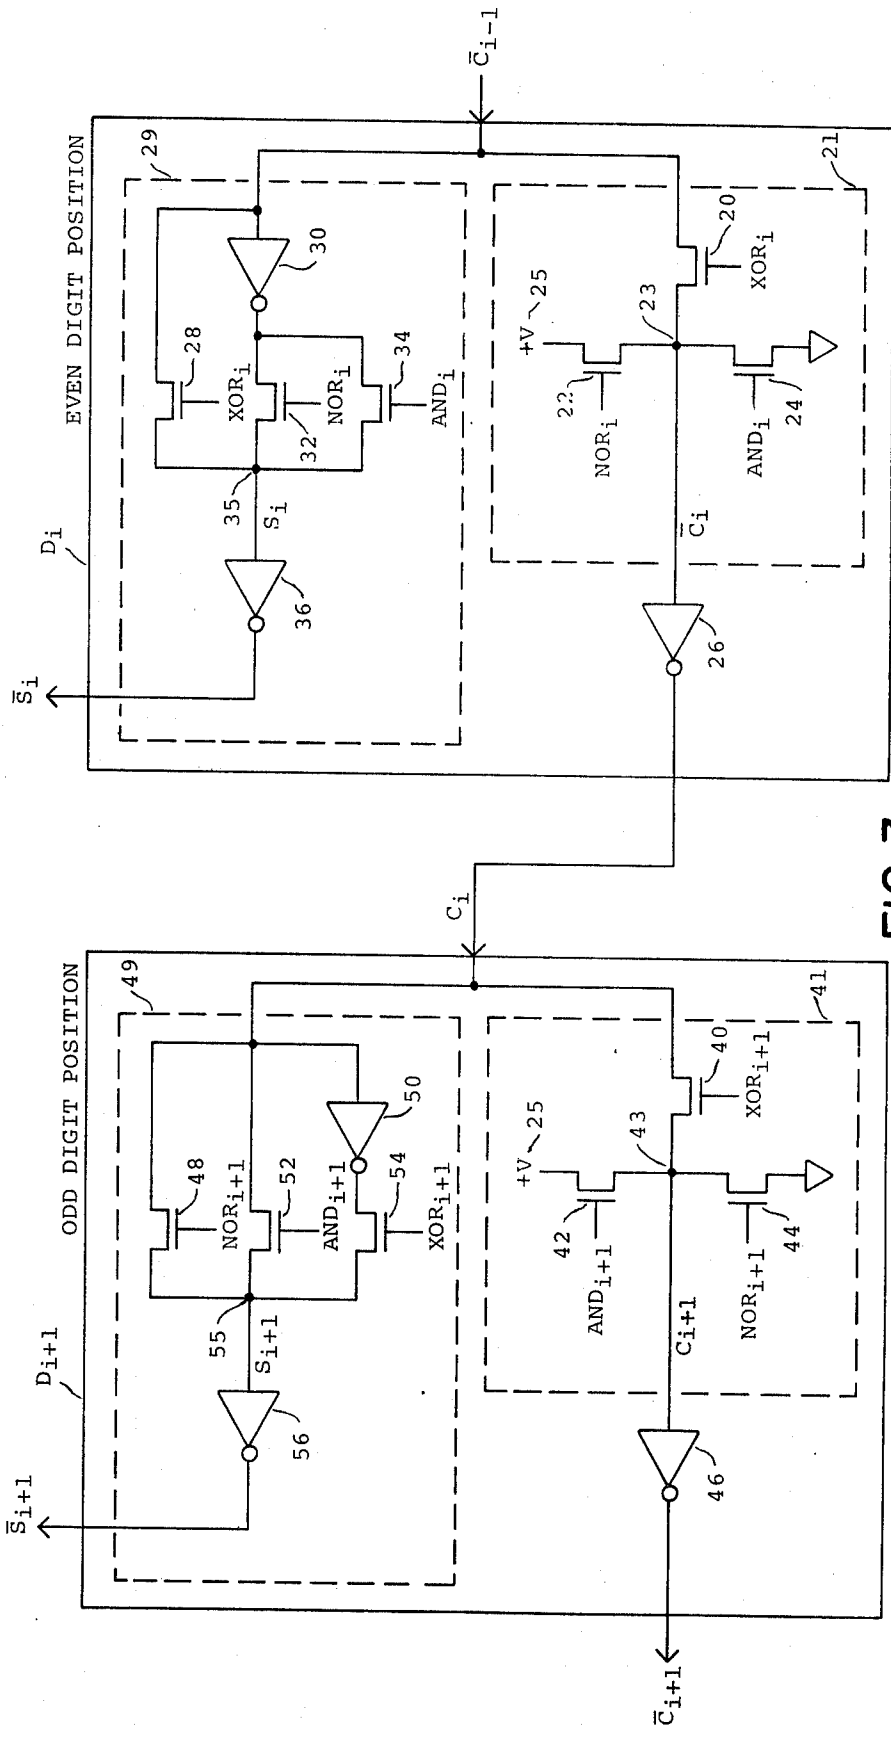 EVEN DIGIT POSITION
D̅i
S̅i
29
28
XORi
30
32
NORi
34
ANDi
35
Si
36
C̅i-1
21
20
XORi
+V 25
23
22
NORi
ANDi
24
C̅i
26
Ci
ODD DIGIT POSITION
Di+1
S̅i+1
49
48
NORi+1
50
52
ANDi+1
54
XORi+1
55
Si+1
56
41
40
XORi+1
+V 25
43
42
ANDi+1
NORi+1
44
Ci+1
46
C̅i+1